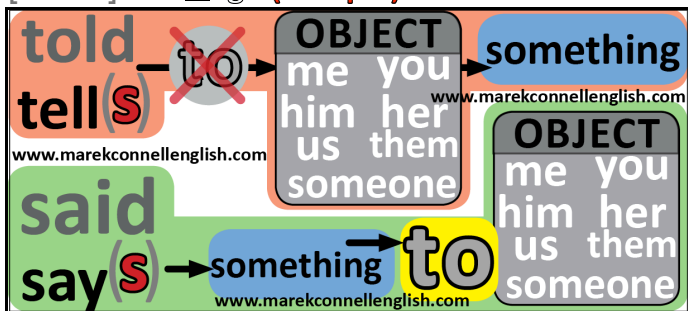 told
tell(s)
to
OBJECT
me you
him her
us them
someone
something
www.marekconnellenglish.com
www.marekconnellenglish.com
said
say(s)
something
to
OBJECT
me you
him her
us them
someone
www.marekconnellenglish.com